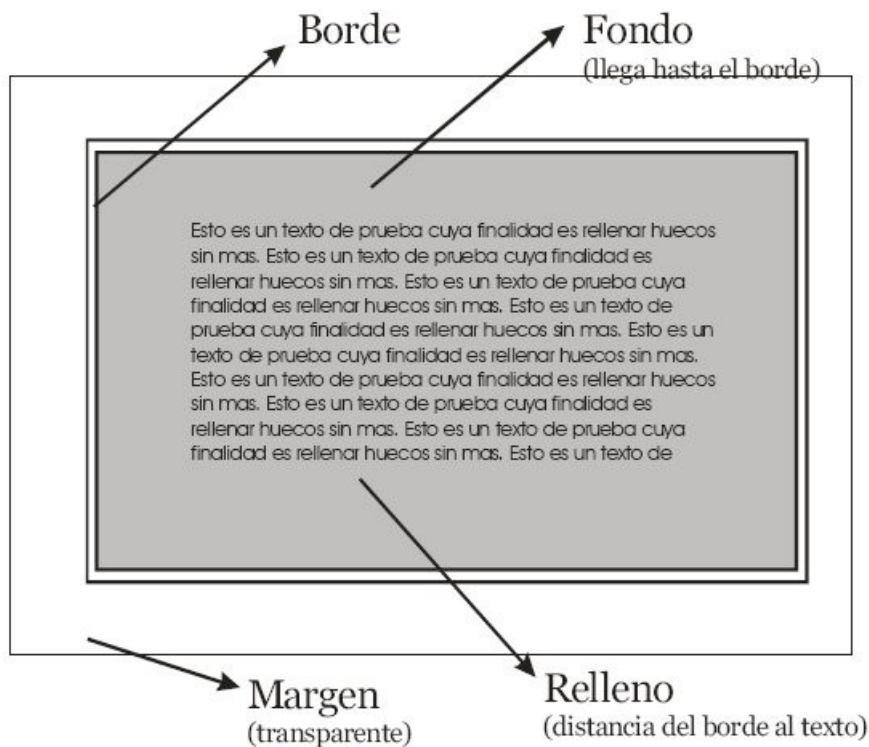 Borde
Fondo
(llega hasta el borde)
Esto es un texto de prueba cuya finalidad es rellenar huecos
sin mas. Esto es un texto de prueba cuya finalidad es
rellenar huecos sin mas. Esto es un texto de prueba cuya
finalidad es rellenar huecos sin mas. Esto es un texto de
prueba cuya finalidad es rellenar huecos sin mas. Esto es un
texto de prueba cuya finalidad es rellenar huecos sin mas.
Esto es un texto de prueba cuya finalidad es rellenar huecos
sin mas. Esto es un texto de prueba cuya finalidad es
rellenar huecos sin mas. Esto es un texto de prueba cuya
finalidad es rellenar huecos sin mas. Esto es un texto de
Margen
(transparente)
Relleno
(distancia del borde al texto)